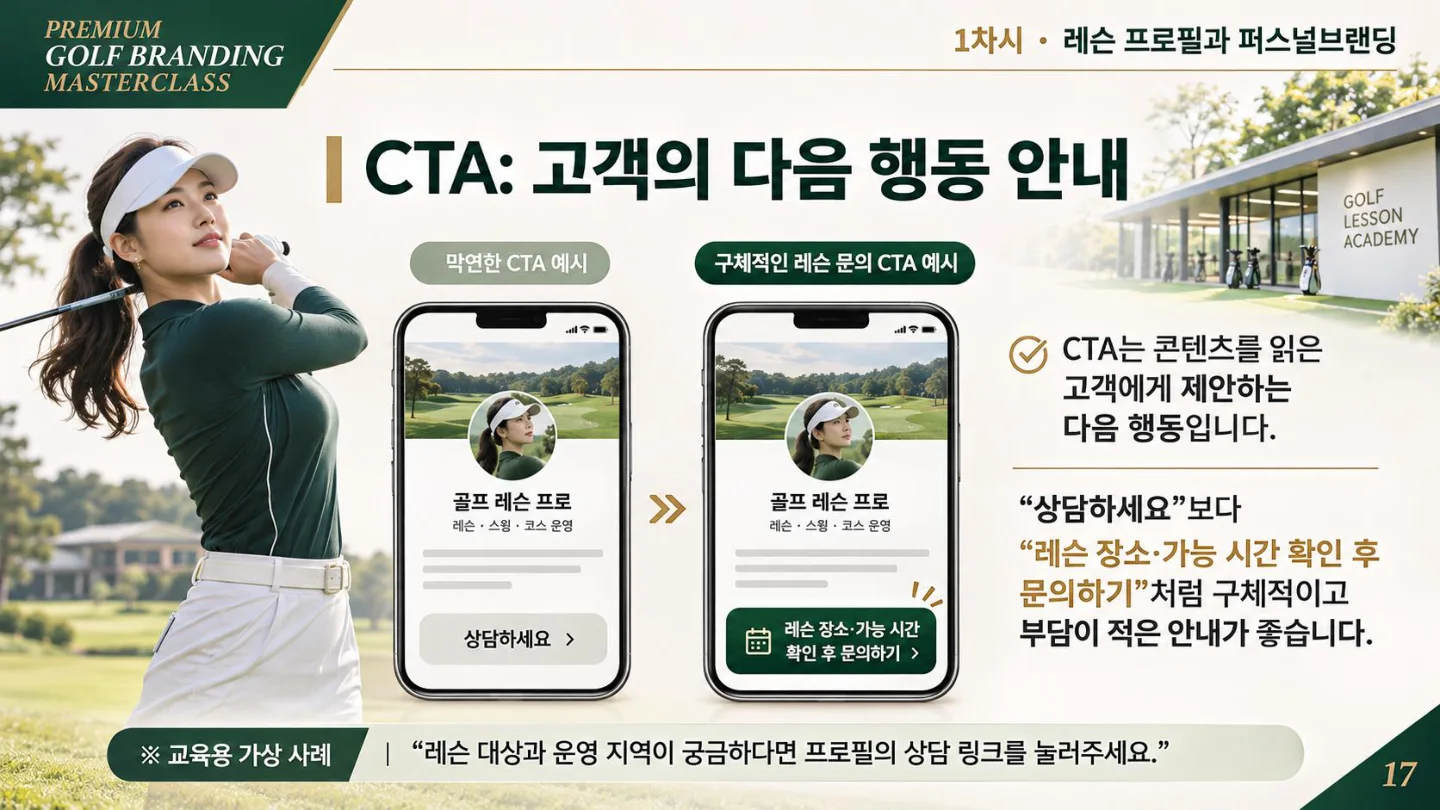 PREMIUM
GOLF BRANDING
MASTERCLASS
1차시 · 레슨 프로필과 퍼스널브랜딩
CTA: 고객의 다음 행동 안내
GOLF
LESSON
ACADEMY
막연한 CTA 예시
골프 레슨 프로
레슨 · 스윙 · 코스 운영
상담하세요 >
구체적인 레슨 문의 CTA 예시
골프 레슨 프로
레슨 · 스윙 · 코스 운영
레슨 장소·가능 시간
확인 후 문의하기 >
CTA는 콘텐츠를 읽은
고객에게 제안하는
다음 행동입니다.
“상담하세요”보다
“레슨 장소·가능 시간 확인 후
문의하기”처럼 구체적이고
부담이 적은 안내가 좋습니다.
※ 교육용 가상 사례 | “레슨 대상과 운영 지역이 궁금하다면 프로필의 상담 링크를 눌러주세요.”
17